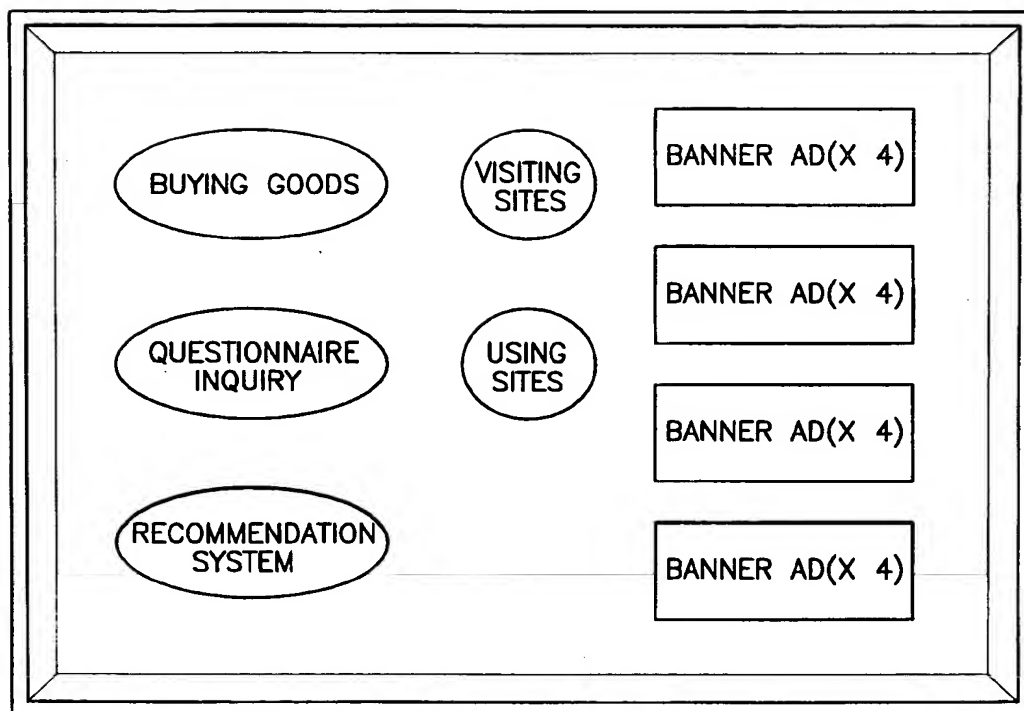 BUYING GOODS
VISITING
SITES
BANNER AD(X 4)
BANNER AD(X 4)
QUESTIONNAIRE
INQUIRY
USING
SITES
BANNER AD(X 4)
RECOMMENDATION
SYSTEM
BANNER AD(X 4)